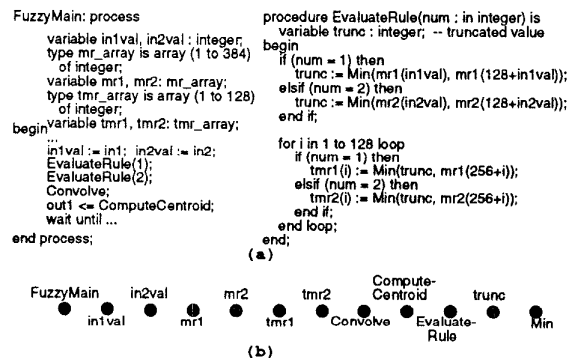 FuzzyMain: process
variable in1val, in2val : integer;
type mr_array is array (1 to 384)
of integer;
variable mr1, mr2: mr_array;
type tmr_array is array (1 to 128)
of integer;
variable tmr1, tmr2: tmr_array;
begin
...
in1val := in1; in2val := in2;
EvaluateRule(1);
EvaluateRule(2);
Convolve;
out1 <= ComputeCentroid;
wait until ...
end process;
procedure EvaluateRule(num : in integer) is
variable trunc : integer; -- truncated value
begin
if (num = 1) then
trunc := Min(mr1(in1val), mr1(128+in1val));
elsif (num = 2) then
trunc := Min(mr2(in2val), mr2(128+in2val));
end if;
for i in 1 to 128 loop
if (num = 1) then
tmr1(i) := Min(trunc, mr1(256+i));
elsif (num = 2) then
tmr2(i) := Min(trunc, mr2(256+i));
end if;
end loop;
end;
(a)
FuzzyMain in2val mr2 tmr2 Compute-
Centroid trunc
in1val mr1 tmr1 Convolve Evaluate-
Rule Min
(b)